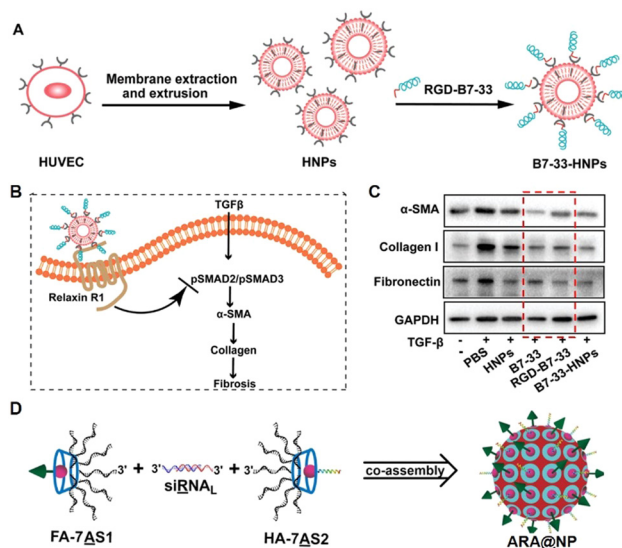 A
Membrane extraction
and extrusion
RGD-B7-33
HUVEC
HNPs
B7-33-HNPs
B
TGFβ
Relaxin R1
pSMAD2/pSMAD3
α-SMA
Collagen
Fibrosis
C
α-SMA
Collagen I
Fibronectin
GAPDH
TGF-β - + + + + +
- PBS HNPs B7-33 RGD-B7-33 B7-33-HNPs
D
3' + 3' 3' + 3'
siRNAL
co-assembly
FA-7AS1
HA-7AS2
ARA@NP